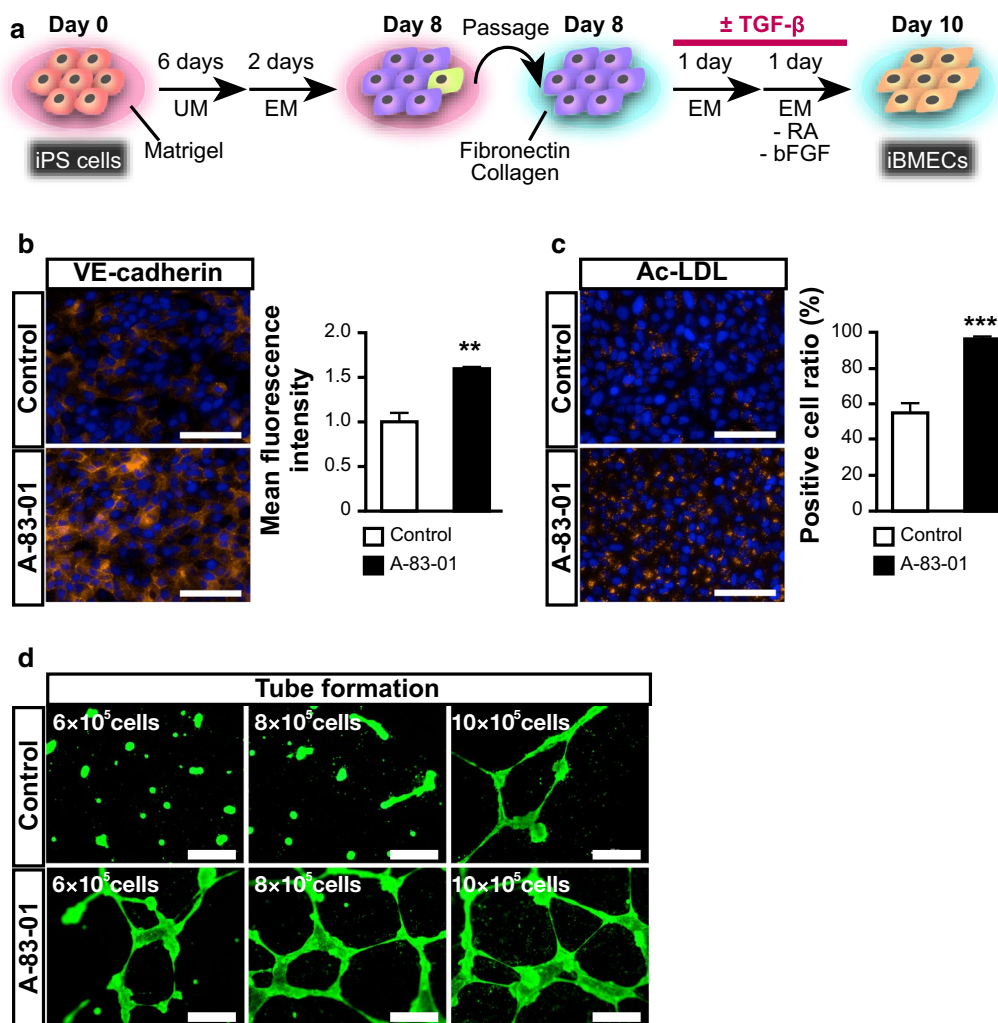 a
Day 0
Day 8
Passage
Day 8
± TGF-β
Day 10
6 days
2 days
1 day
1 day
UM
EM
EM
EM
- RA
- bFGF
iPS cells
Matrigel
Fibronectin
Collagen
iBMECs
b
VE-cadherin
Control
A-83-01
Mean fluorescence
intensity
2.0
1.5
1.0
0.5
0
**
Control
A-83-01
c
Ac-LDL
Control
A-83-01
Positive cell ratio (%)
100
80
60
40
20
0
***
Control
A-83-01
d
Tube formation
Control
6×10⁵cells
8×10⁵cells
10×10⁵cells
A-83-01
6×10⁵cells
8×10⁵cells
10×10⁵cells